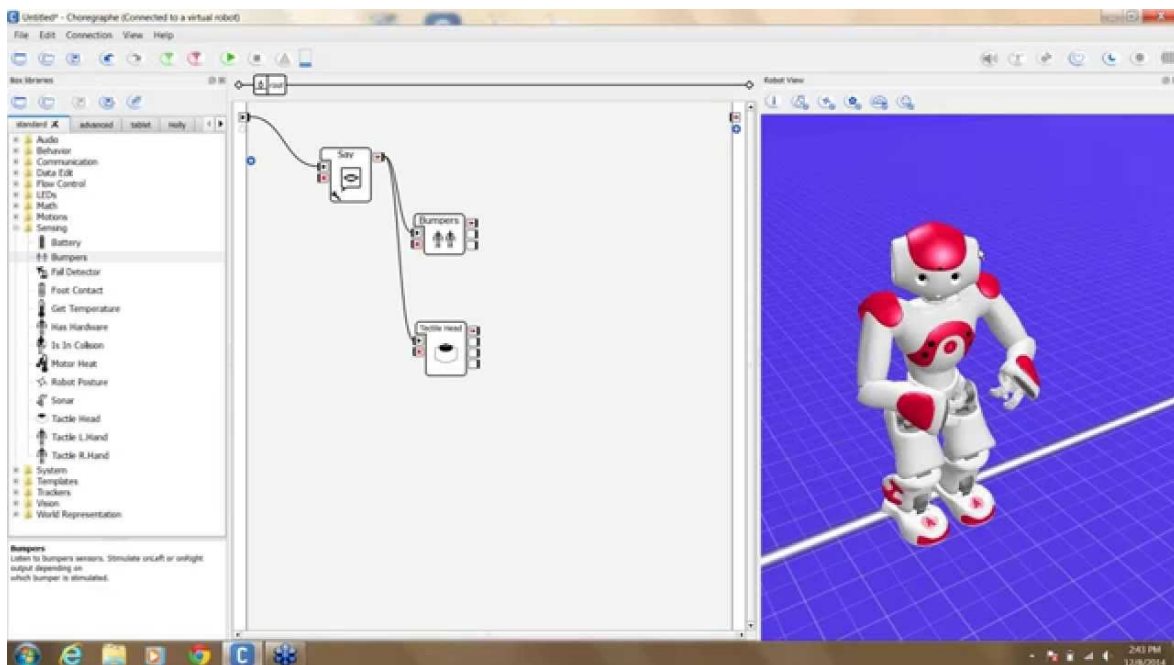 Untitled* - Choregraphe (Connected to a virtual robot)
File Edit Connection View Help
Box libraries
root
Robot View
standard advanced tablet Holly
Audio
Behavior
Communication
Data Edit
Flow Control
LEDs
Math
Motions
Sensing
Battery
Bumpers
Fall Detector
Foot Contact
Get Temperature
Has Hardware
Is In Collision
Motor Heat
Robot Posture
Sonar
Tactile Head
Tactile L.Hand
Tactile R.Hand
System
Templates
Trackers
Vision
World Representation
Say
Bumpers
Tactile Head
Bumpers
Listen to bumpers sensors. Stimulate onLeft or onRight
output depending on
which bumper is stimulated.
2:43 PM